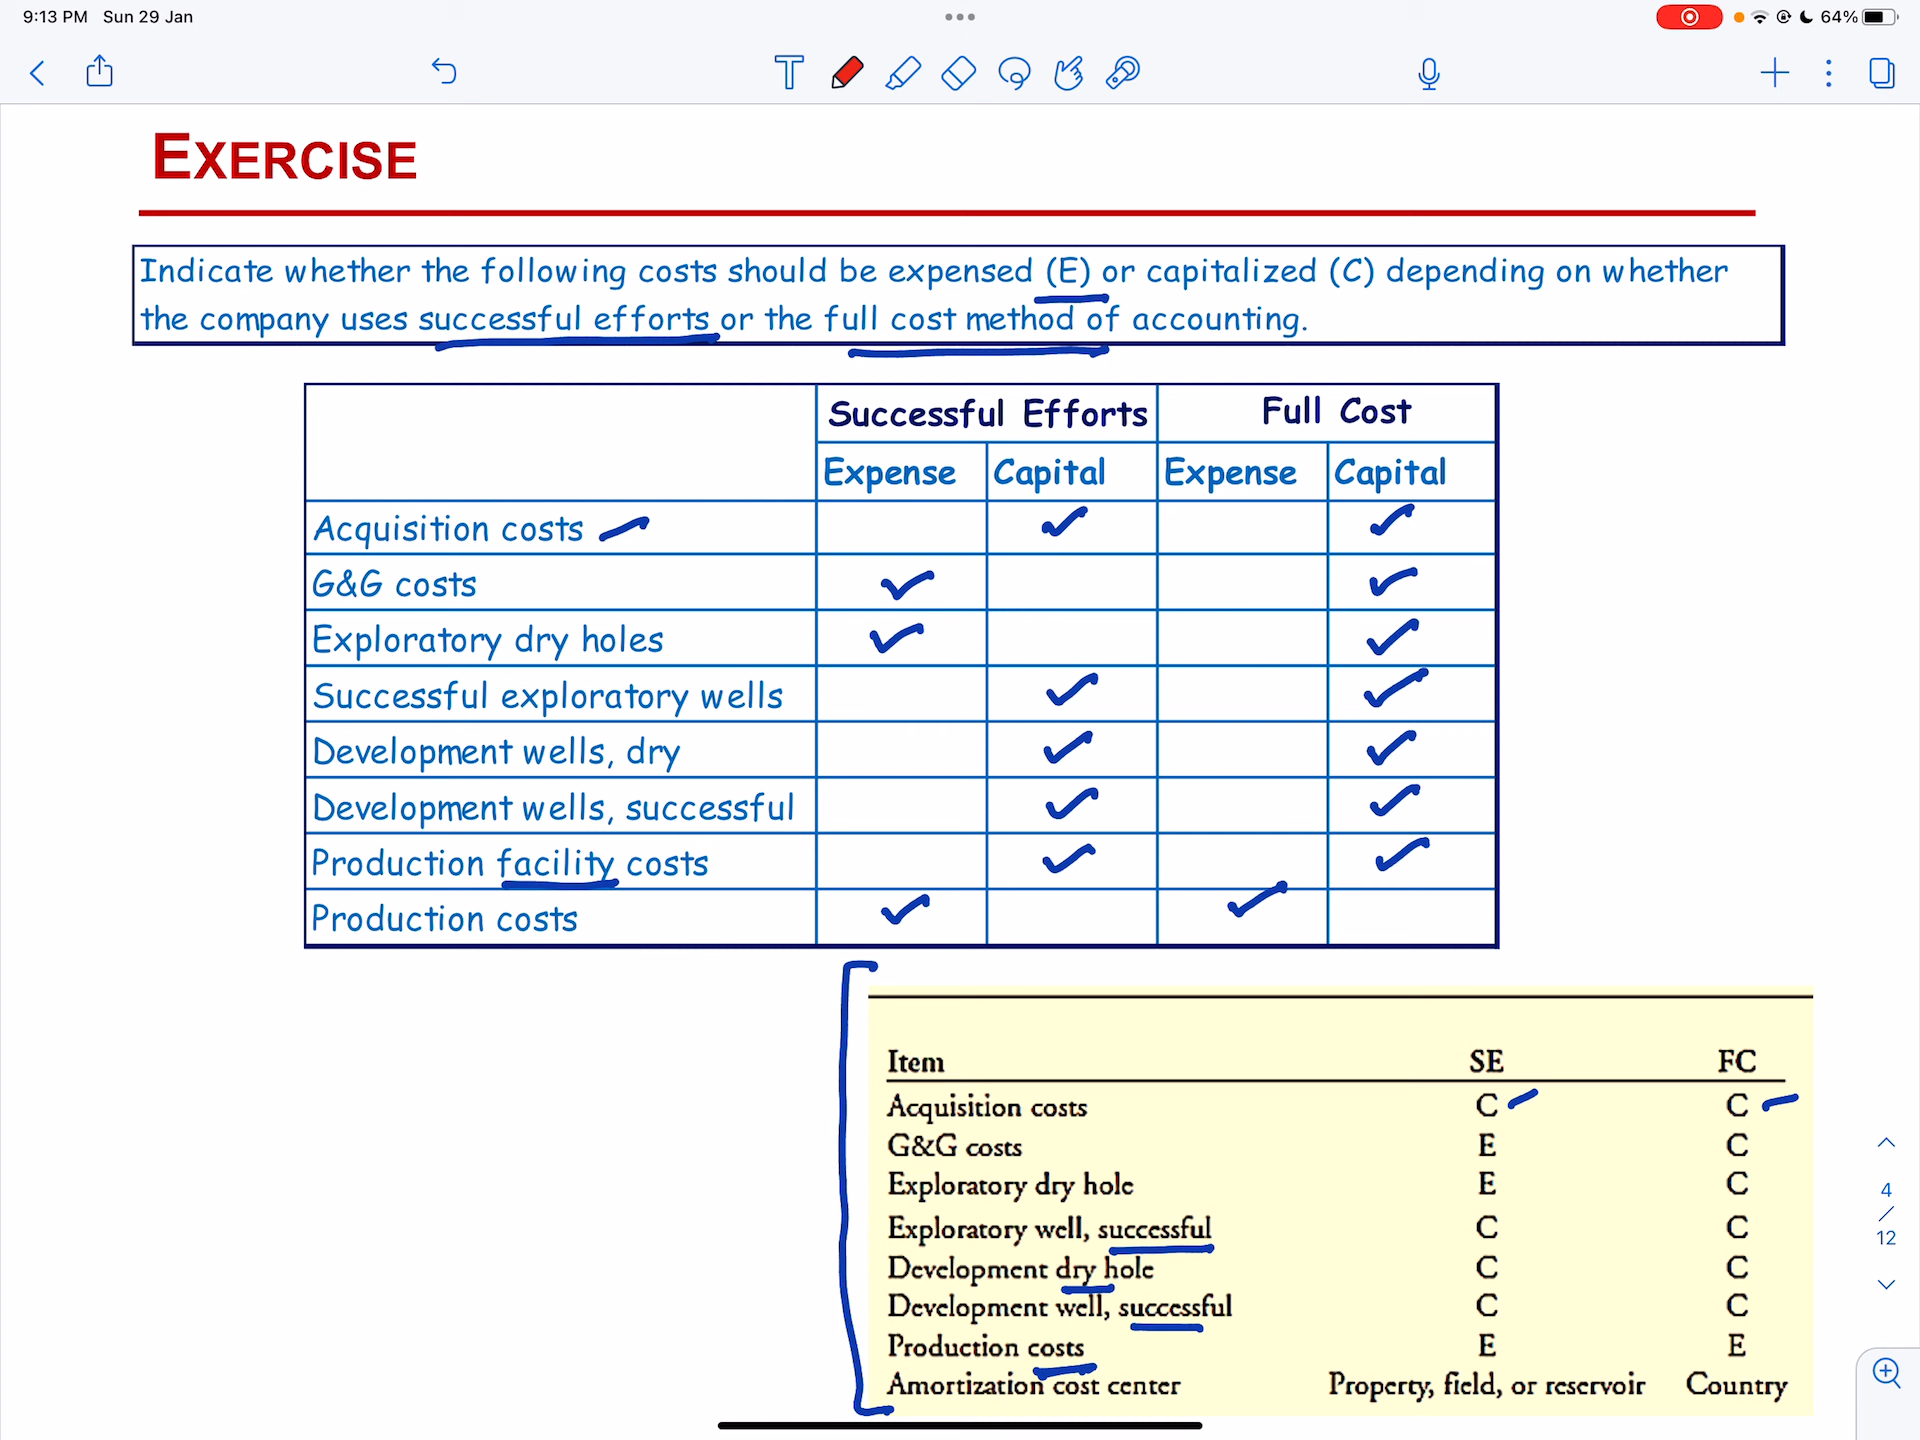 9:13 PM Sun 29 Jan
64%
EXERCISE
Indicate whether the following costs should be expensed (E) or capitalized (C) depending on whether
the company uses successful efforts or the full cost method of accounting.
Successful Efforts Full Cost
Expense Capital Expense Capital
Acquisition costs
G&G costs
Exploratory dry holes
Successful exploratory wells
Development wells, dry
Development wells, successful
Production facility costs
Production costs
Item SE FC
Acquisition costs C C
G&G costs E C
Exploratory dry hole E C
Exploratory well, successful C C
Development dry hole C C
Development well, successful C C
Production costs E E
Amortization cost center Property, field, or reservoir Country
4
/
12